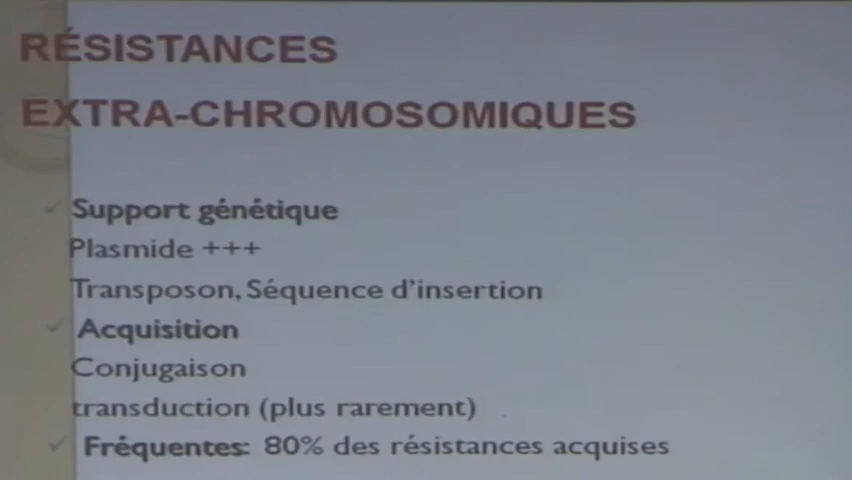 RÉSISTANCES
EXTRA-CHROMOSOMIQUES
Support génétique
Plasmide +++
Transposon, Séquence d'insertion
Acquisition
Conjugaison
transduction (plus rarement)
Fréquentes: 80% des résistances acquises